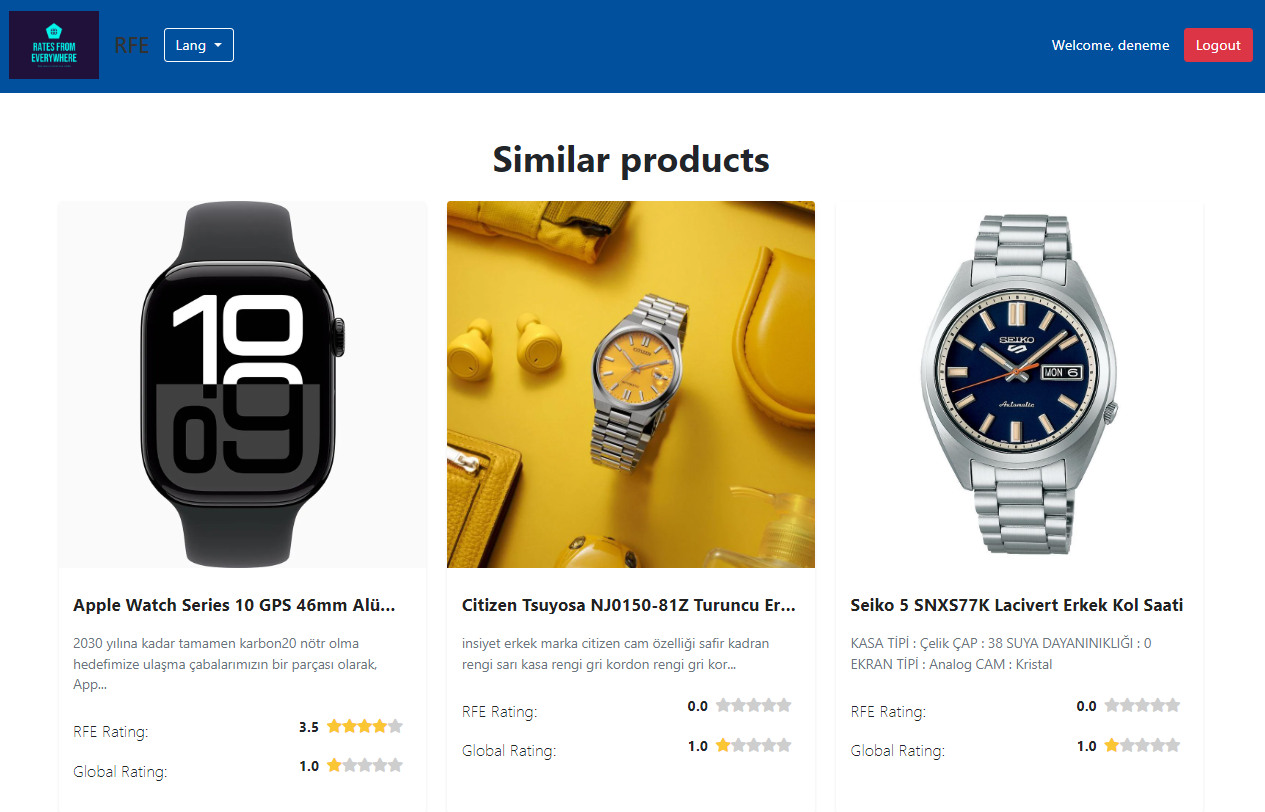 RATES FROM
EVERYWHERE
RFE
Lang
Welcome, deneme
Logout
Similar products
10
09
SEIKO
5
MON 6
Automatic
CITIZEN
Apple Watch Series 10 GPS 46mm Alü...
2030 yılına kadar tamamen karbon20 nötr olma
hedefimize ulaşma çabalarımızın bir parçası olarak,
App...
RFE Rating:
3.5
Global Rating:
1.0
Citizen Tsuyosa NJ0150-81Z Turuncu Er...
insiyet erkek marka citizen cam özelliği safir kadran
rengi sarı kasa rengi gri kordon rengi gri kor...
RFE Rating:
0.0
Global Rating:
1.0
Seiko 5 SNXS77K Lacivert Erkek Kol Saati
KASA TİPİ : Çelik ÇAP : 38 SUYA DAYANINIKLIĞI : 0
EKRAN TİPİ : Analog CAM : Kristal
RFE Rating:
0.0
Global Rating:
1.0